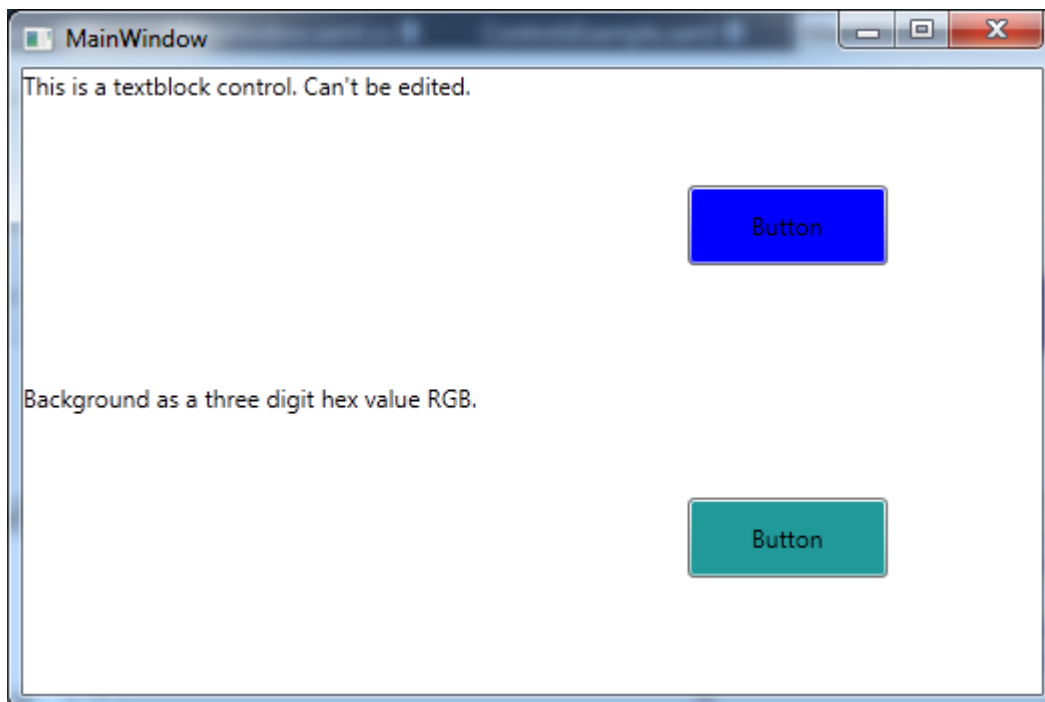 MainWindow
This is a textblock control. Can't be edited.
Button
Background as a three digit hex value RGB.
Button